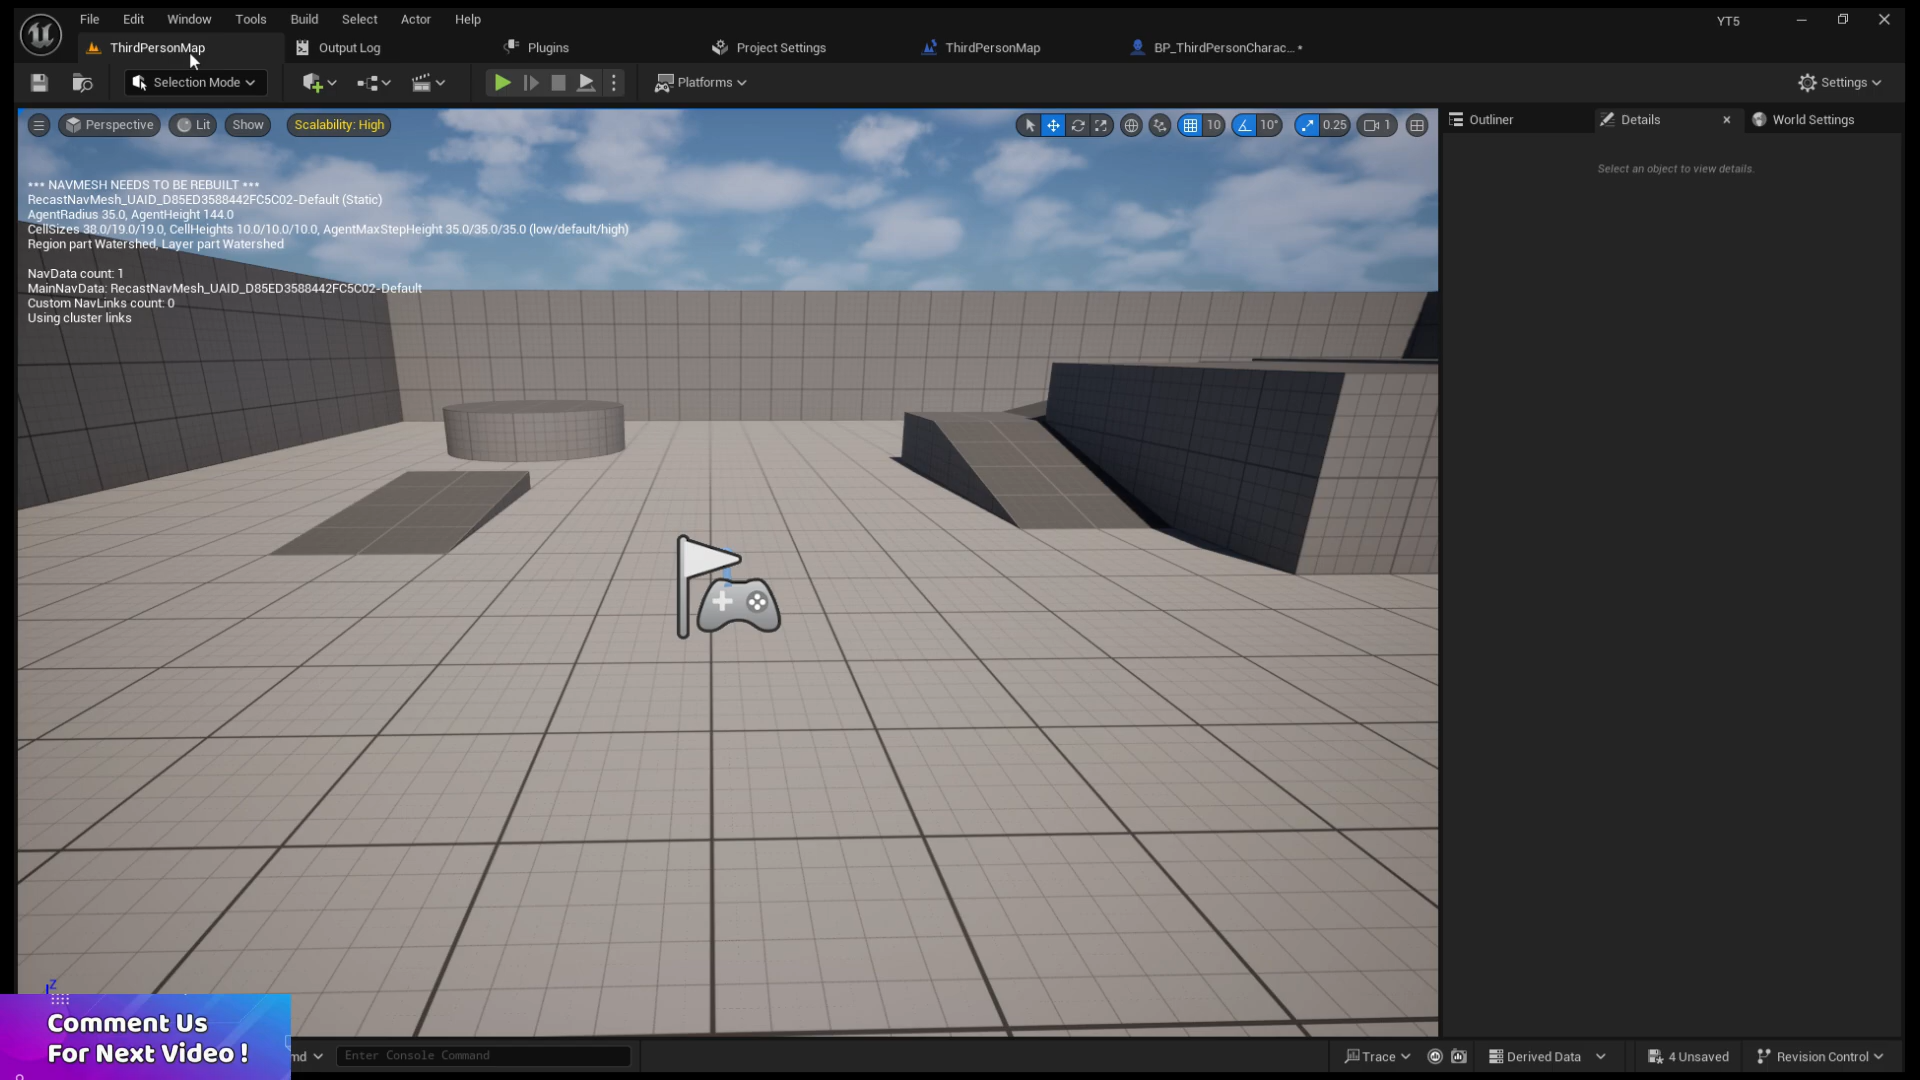 File Edit Window Tools Build Select Actor Help
YT5
ThirdPersonMap
Output Log
Plugins
Project Settings
ThirdPersonMap
BP_ThirdPersonCharac... •
Selection Mode
Platforms
Settings
Perspective
Lit
Show
Scalability: High
10
10°
0.25
1
Outliner
Details
World Settings
Select an object to view details.
*** NAVMESH NEEDS TO BE REBUILT ***
RecastNavMesh_UAID_D85ED3588442FC5C02-Default (Static)
AgentRadius 35.0, AgentHeight 144.0
CellSizes 38.0/19.0/19.0, CellHeights 10.0/10.0/10.0, AgentMaxStepHeight 35.0/35.0/35.0 (low/default/high)
Region part Watershed, Layer part Watershed
NavData count: 1
MainNavData: RecastNavMesh_UAID_D85ED3588442FC5C02-Default
Custom NavLinks count: 0
Using cluster links
Z
Comment Us
For Next Video !
md
Enter Console Command
Trace
Derived Data
4 Unsaved
Revision Control